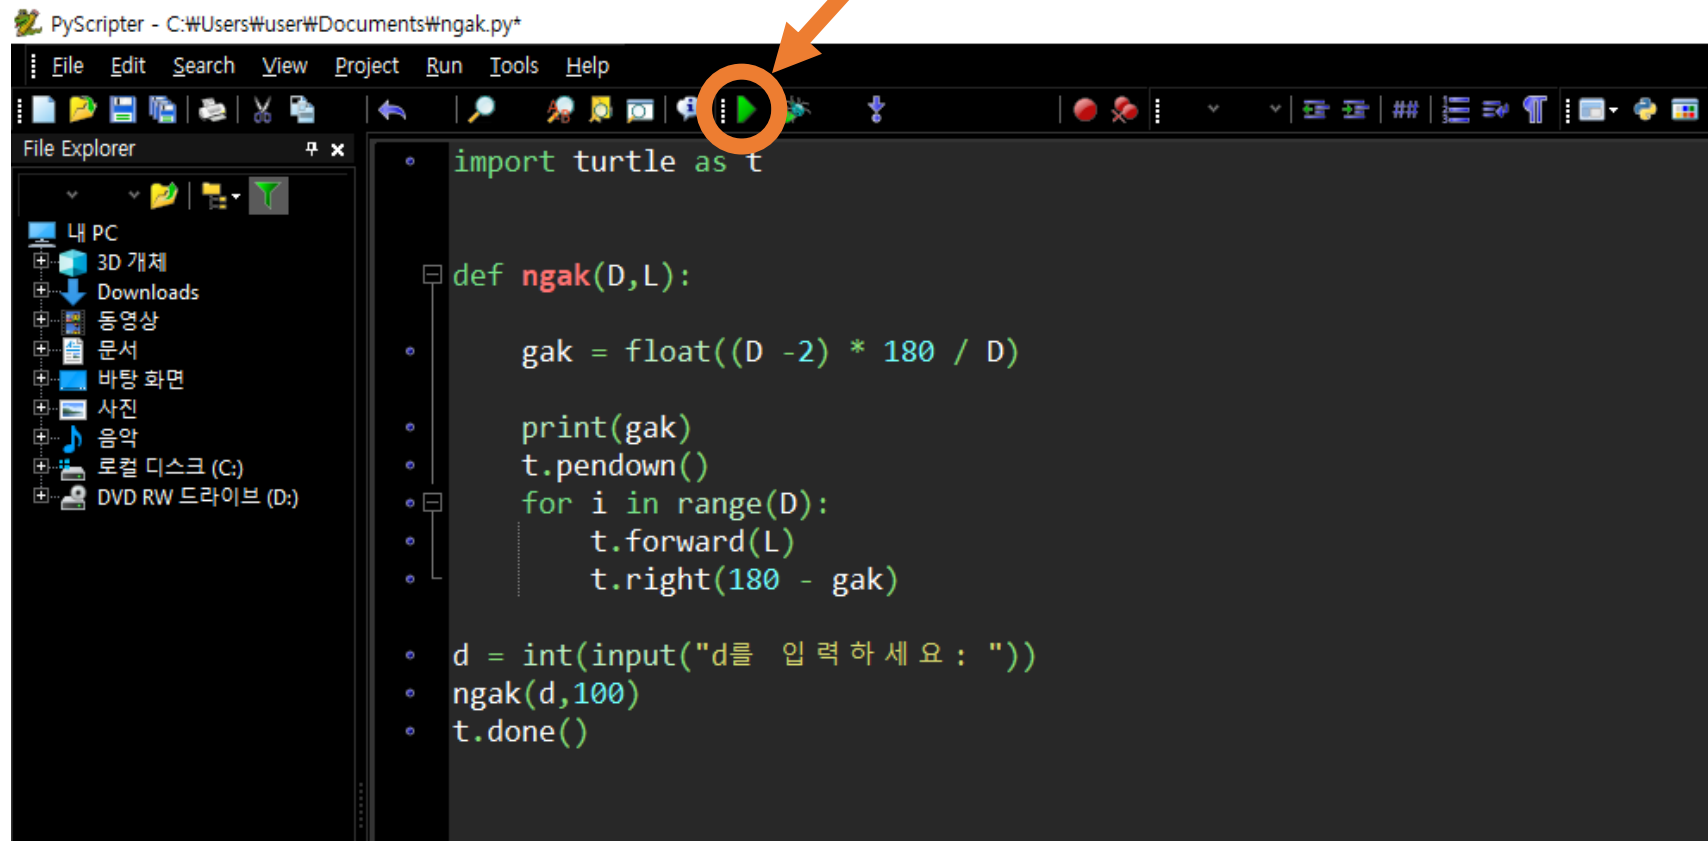 PyScripter - C:₩Users₩user₩Documents₩ngak.py*
File Edit Search View Project Run Tools Help
File Explorer
내 PC
3D 개체
Downloads
동영상
문서
바탕 화면
사진
음악
로컬 디스크 (C:)
DVD RW 드라이브 (D:)
import turtle as t
def ngak(D,L):
gak = float((D -2) * 180 / D)
print(gak)
t.pendown()
for i in range(D):
t.forward(L)
t.right(180 - gak)
d = int(input("d를 입력하세요: "))
ngak(d,100)
t.done()